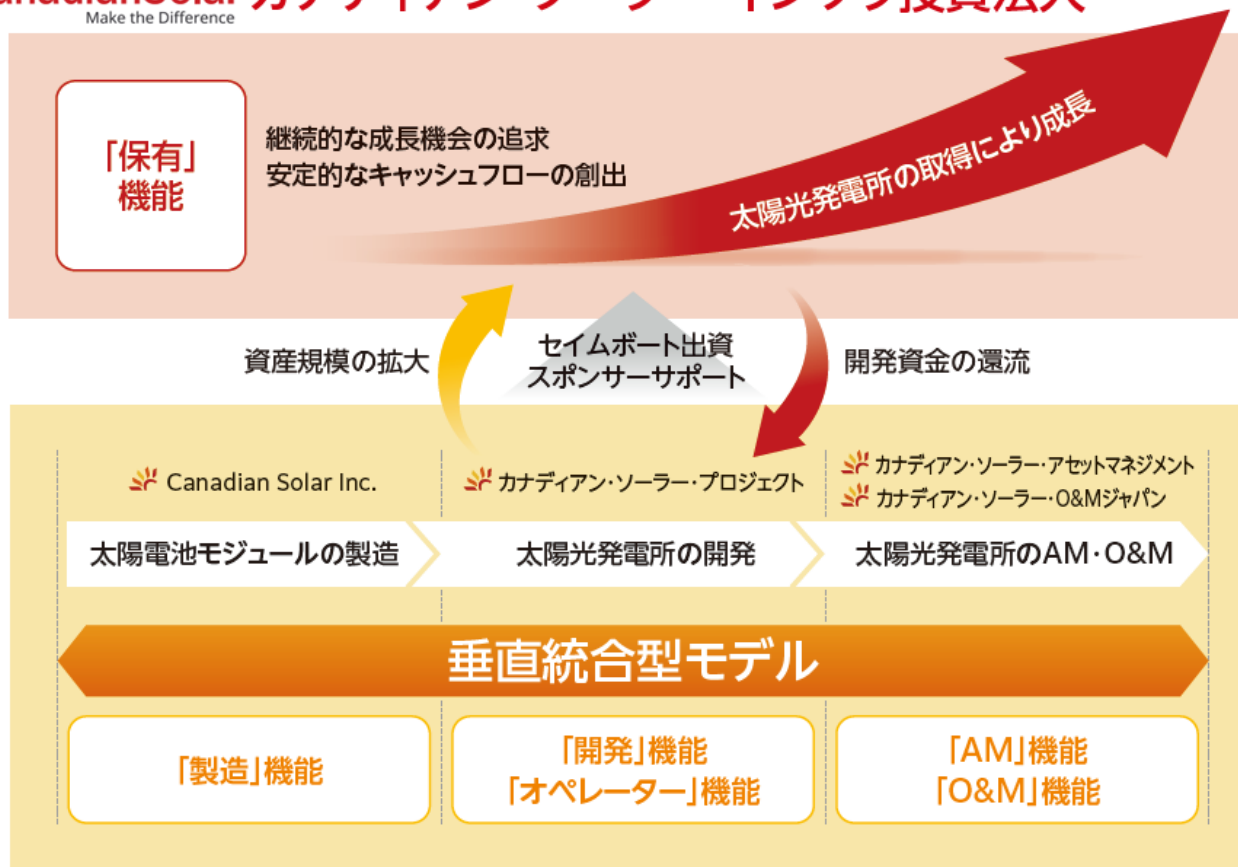 Make the Difference
投資法人
「保有」
機能
継続的な成長機会の追求
安定的なキャッシュフローの創出
太陽光発電所の取得により成長
資産規模の拡大
セイムボート出資
スポンサーサポート
開発資金の還流
Canadian Solar Inc.
カナディアン・ソーラー・プロジェクト
カナディアン・ソーラー・アセットマネジメント
カナディアン・ソーラー・O&Mジャパン
太陽電池モジュールの製造
太陽光発電所の開発
太陽光発電所のAM・O&M
垂直統合型モデル
「製造」機能
「開発」機能
「オペレーター」機能
「AM」機能
「O&M」機能